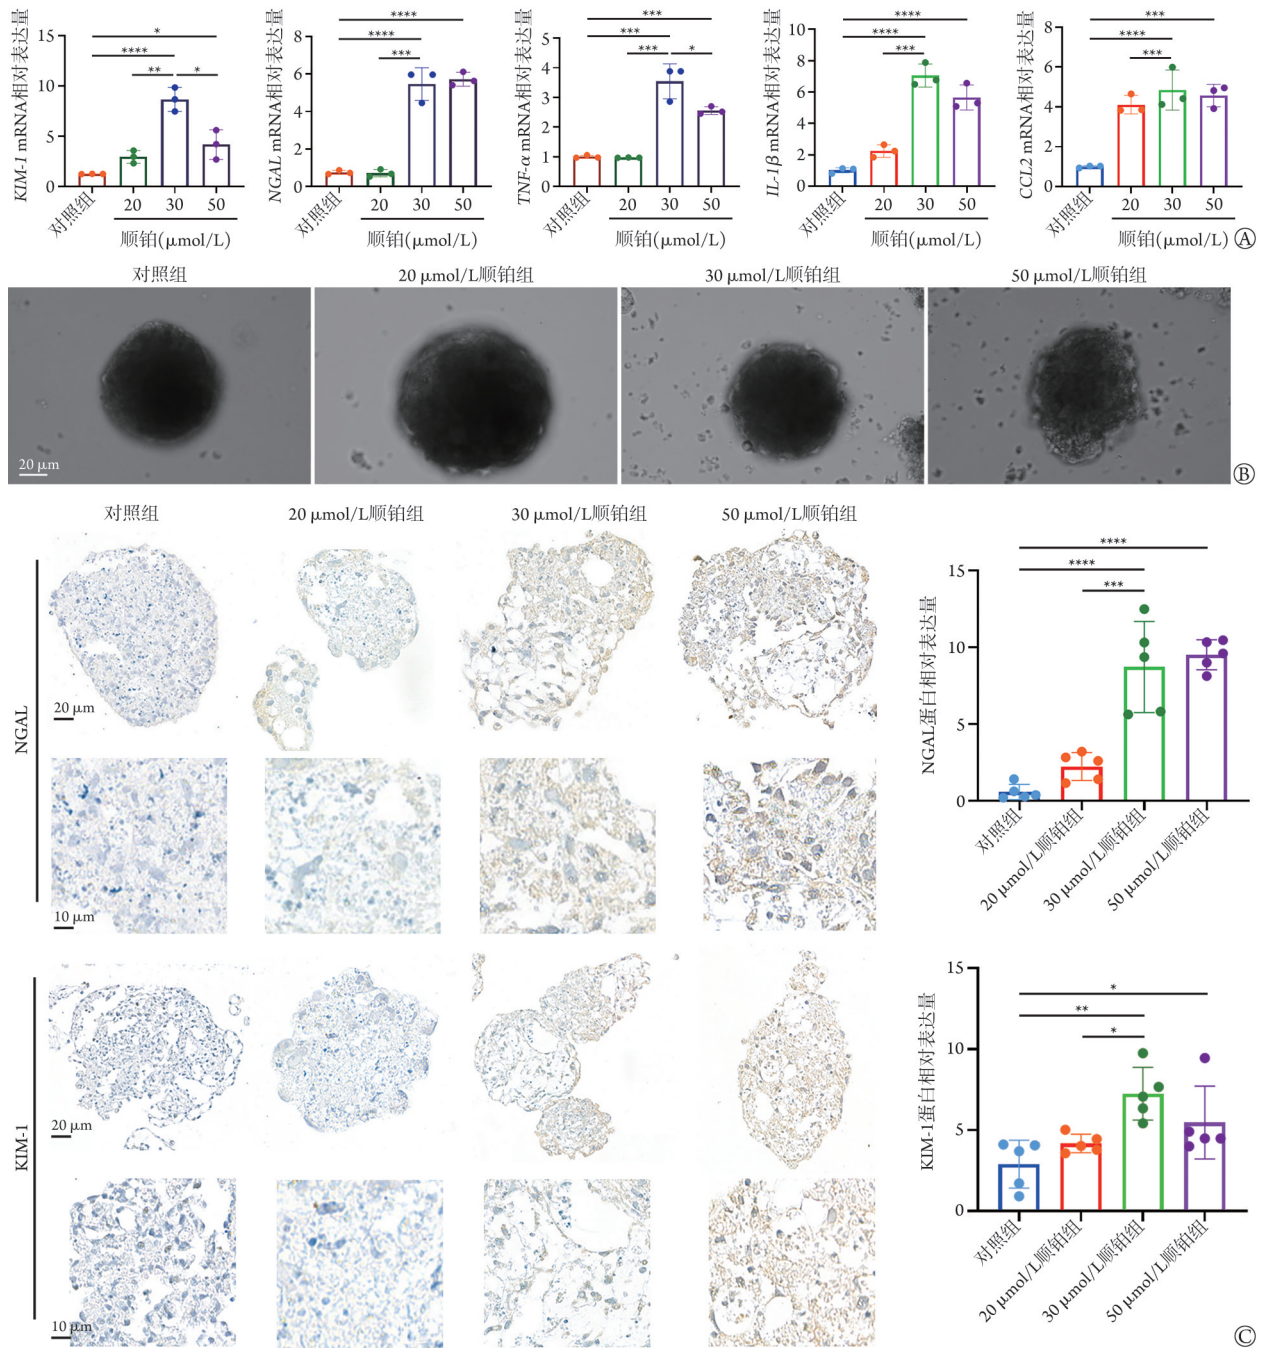 KIM-1 mRNA相对表达量
15
10
5
0
*
****
**
*
对照组
20
30
50
顺铂(μmol/L)
NGAL mRNA相对表达量
8
6
4
2
0
****
****
***
对照组
20
30
50
顺铂(μmol/L)
TNF-α mRNA相对表达量
5
4
3
2
1
0
***
***
***
*
对照组
20
30
50
顺铂(μmol/L)
IL-1β mRNA相对表达量
10
8
6
4
2
0
****
****
***
对照组
20
30
50
顺铂(μmol/L)
CCL2 mRNA相对表达量
8
6
4
2
0
***
****
***
对照组
20
30
50
顺铂(μmol/L)
Ⓐ
对照组
20 μmol/L顺铂组
30 μmol/L顺铂组
50 μmol/L顺铂组
20 μm
Ⓑ
对照组
20 μmol/L顺铂组
30 μmol/L顺铂组
50 μmol/L顺铂组
NGAL
20 μm
10 μm
NGAL蛋白相对表达量
15
10
5
0
****
****
***
对照组
20 μmol/L顺铂组
30 μmol/L顺铂组
50 μmol/L顺铂组
KIM-1
20 μm
10 μm
KIM-1蛋白相对表达量
15
10
5
0
*
**
*
对照组
20 μmol/L顺铂组
30 μmol/L顺铂组
50 μmol/L顺铂组
Ⓒ